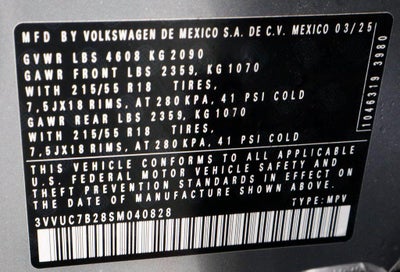 MFD BY VOLKSWAGEN DE MEXICO S.A. DE C.V. MEXICO 03/25
GVWR LBS 4608 KG 2090
GAWR FRONT LBS 2359, KG 1070
WITH 215/55 R18 TIRES,
7,5JX18 RIMS, AT 280 KPA, 41 PSI COLD
GAWR REAR LBS 2359, KG 1070
WITH 215/55 R18 TIRES,
7,5JX18 RIMS, AT 280 KPA, 41 PSI COLD
THIS VEHICLE CONFORMS TO ALL APPLICABLE
U.S. FEDERAL MOTOR VEHICLE SAFETY AND
THEFT PREVENTION STANDARDS IN EFFECT ON
THE DATE OF MANUFACTURE SHOWN ABOVE.
3VVUC7B28SM040828 TYPE: MPV
1046319 3980